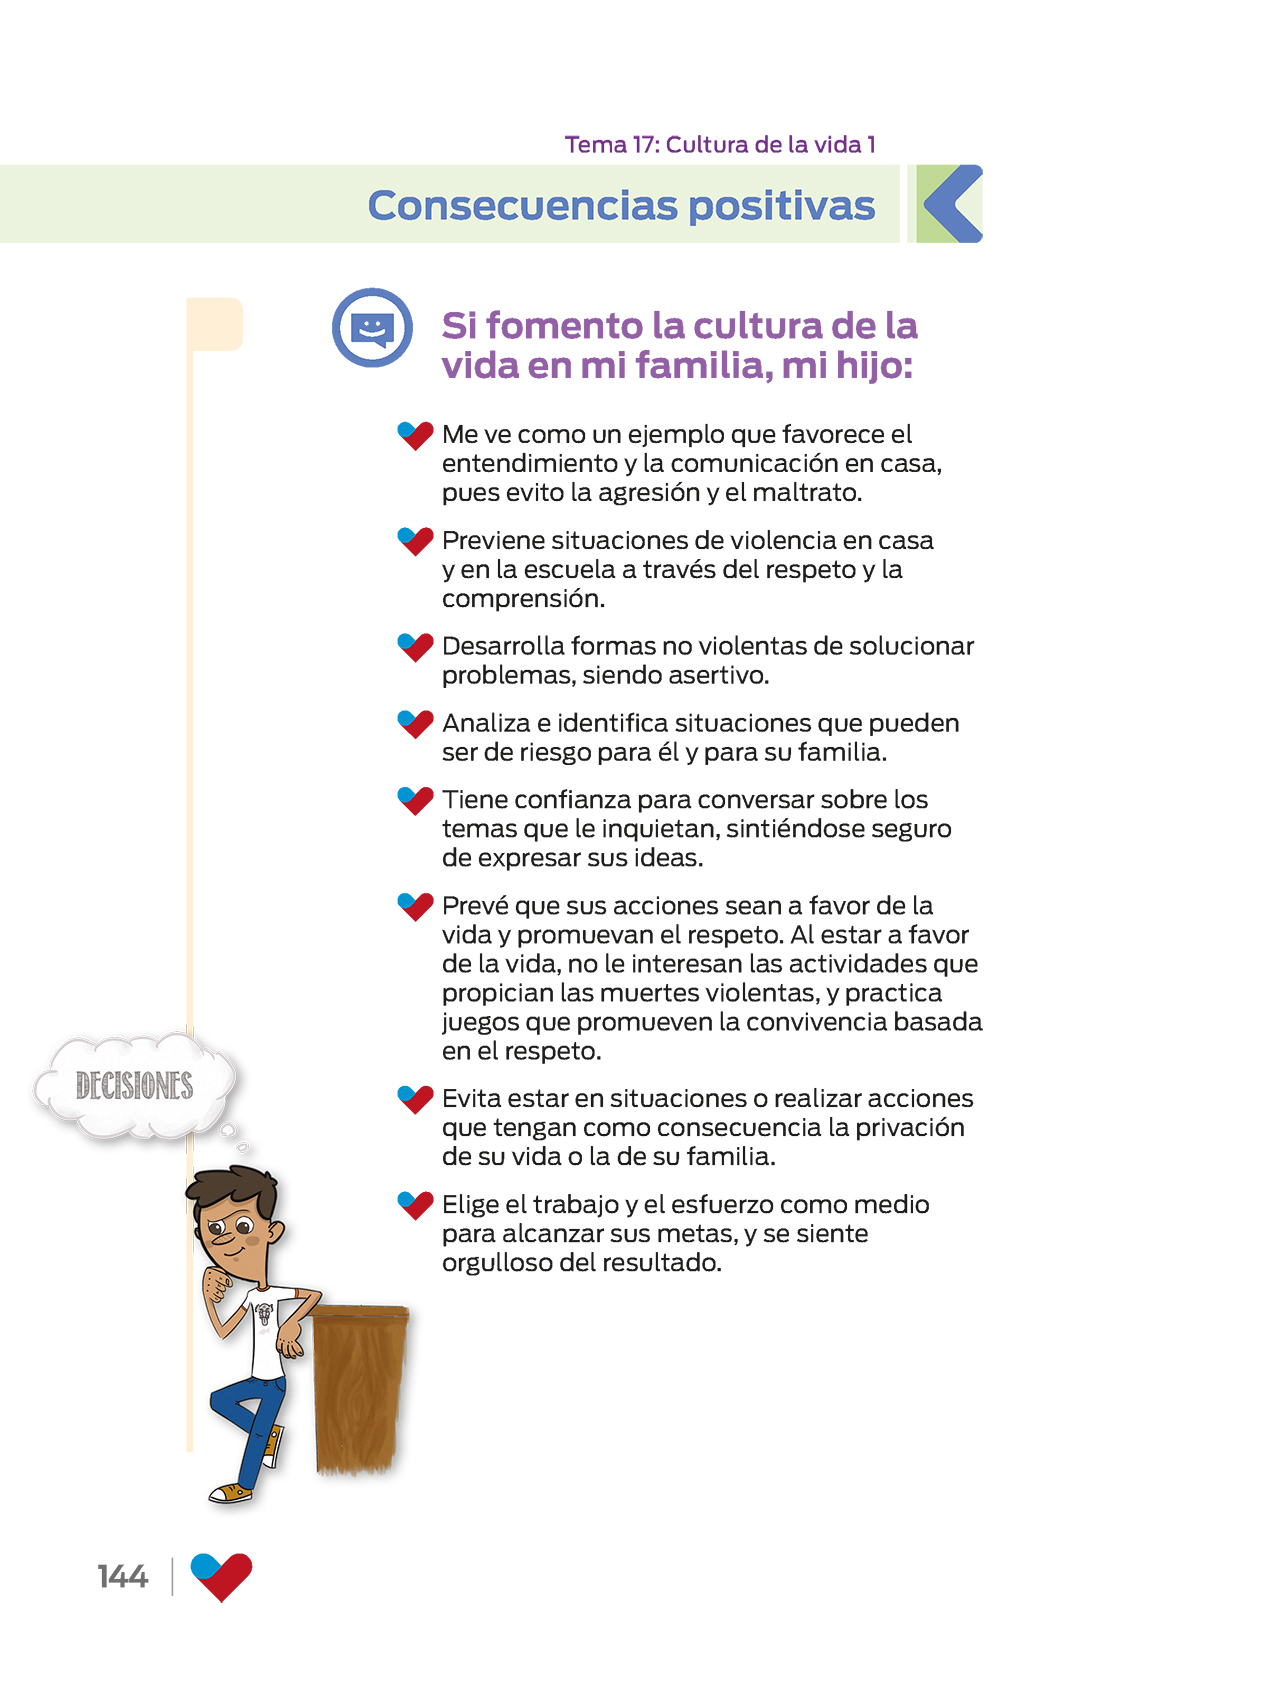 Tema 17: Cultura de la vida 1
Consecuencias positivas
Si fomento la cultura de la
vida en mi familia, mi hijo:
Me ve como un ejemplo que favorece el
entendimiento y la comunicación en casa,
pues evito la agresión y el maltrato.
Previene situaciones de violencia en casa
y en la escuela a través del respeto y la
comprensión.
Desarrolla formas no violentas de solucionar
problemas, siendo asertivo.
Analiza e identifica situaciones que pueden
ser de riesgo para él y para su familia.
Tiene confianza para conversar sobre los
temas que le inquietan, sintiéndose seguro
de expresar sus ideas.
Prevé que sus acciones sean a favor de la
vida y promuevan el respeto. Al estar a favor
de la vida, no le interesan las actividades que
propician las muertes violentas, y practica
juegos que promueven la convivencia basada
en el respeto.
Evita estar en situaciones o realizar acciones
que tengan como consecuencia la privación
de su vida o la de su familia.
Elige el trabajo y el esfuerzo como medio
para alcanzar sus metas, y se siente
orgulloso del resultado.
DECISIONES
144